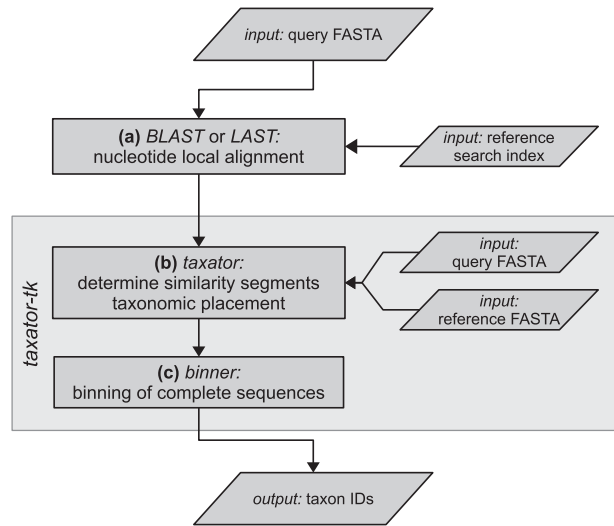 input: query FASTA
(a) BLAST or LAST:
nucleotide local alignment
input: reference
search index
taxator-tk
(b) taxator:
determine similarity segments
taxonomic placement
input:
query FASTA
input:
reference FASTA
(c) binner:
binning of complete sequences
output: taxon IDs